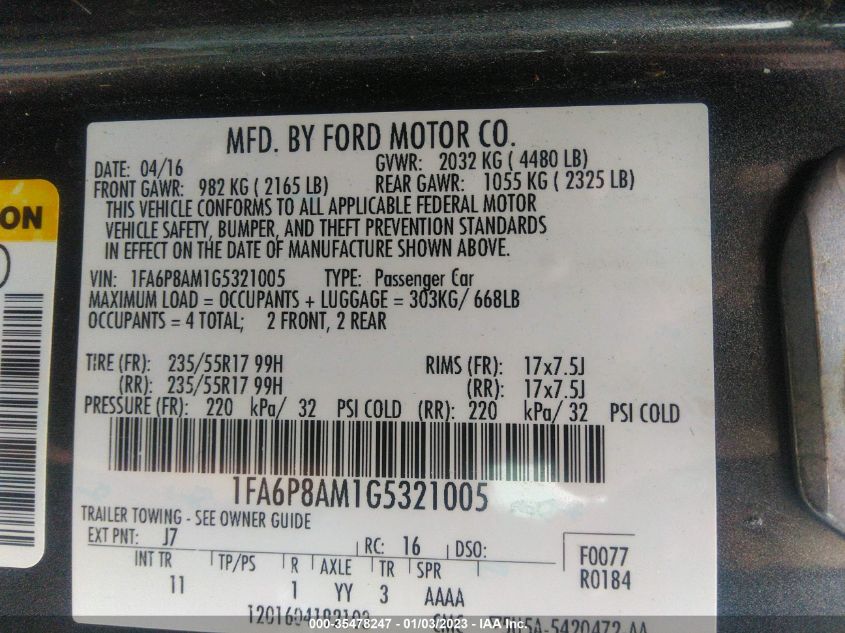 MFD. BY FORD MOTOR CO.
DATE: 04/16 GVWR: 2032 KG ( 4480 LB)
FRONT GAWR: 982 KG ( 2165 LB) REAR GAWR: 1055 KG ( 2325 LB)
THIS VEHICLE CONFORMS TO ALL APPLICABLE FEDERAL MOTOR
VEHICLE SAFETY, BUMPER, AND THEFT PREVENTION STANDARDS
IN EFFECT ON THE DATE OF MANUFACTURE SHOWN ABOVE.
ON
VIN: 1FA6P8AM1G5321005 TYPE: Passenger Car
MAXIMUM LOAD = OCCUPANTS + LUGGAGE = 303KG/ 668LB
OCCUPANTS = 4 TOTAL; 2 FRONT, 2 REAR
TIRE (FR): 235/55R17 99H RIMS (FR): 17x7.5J
(RR): 235/55R17 99H (RR): 17x7.5J
PRESSURE (FR): 220 kPa/ 32 PSI COLD (RR): 220 kPa/ 32 PSI COLD
1FA6P8AM1G5321005
TRAILER TOWING - SEE OWNER GUIDE
EXT PNT: J7 RC: 16 DSO: F0077
INT TR TP/PS R AXLE TR SPR R0184
11 1 YY 3 AAAA
000-35478247 - 01/03/2023 - IAA Corp.